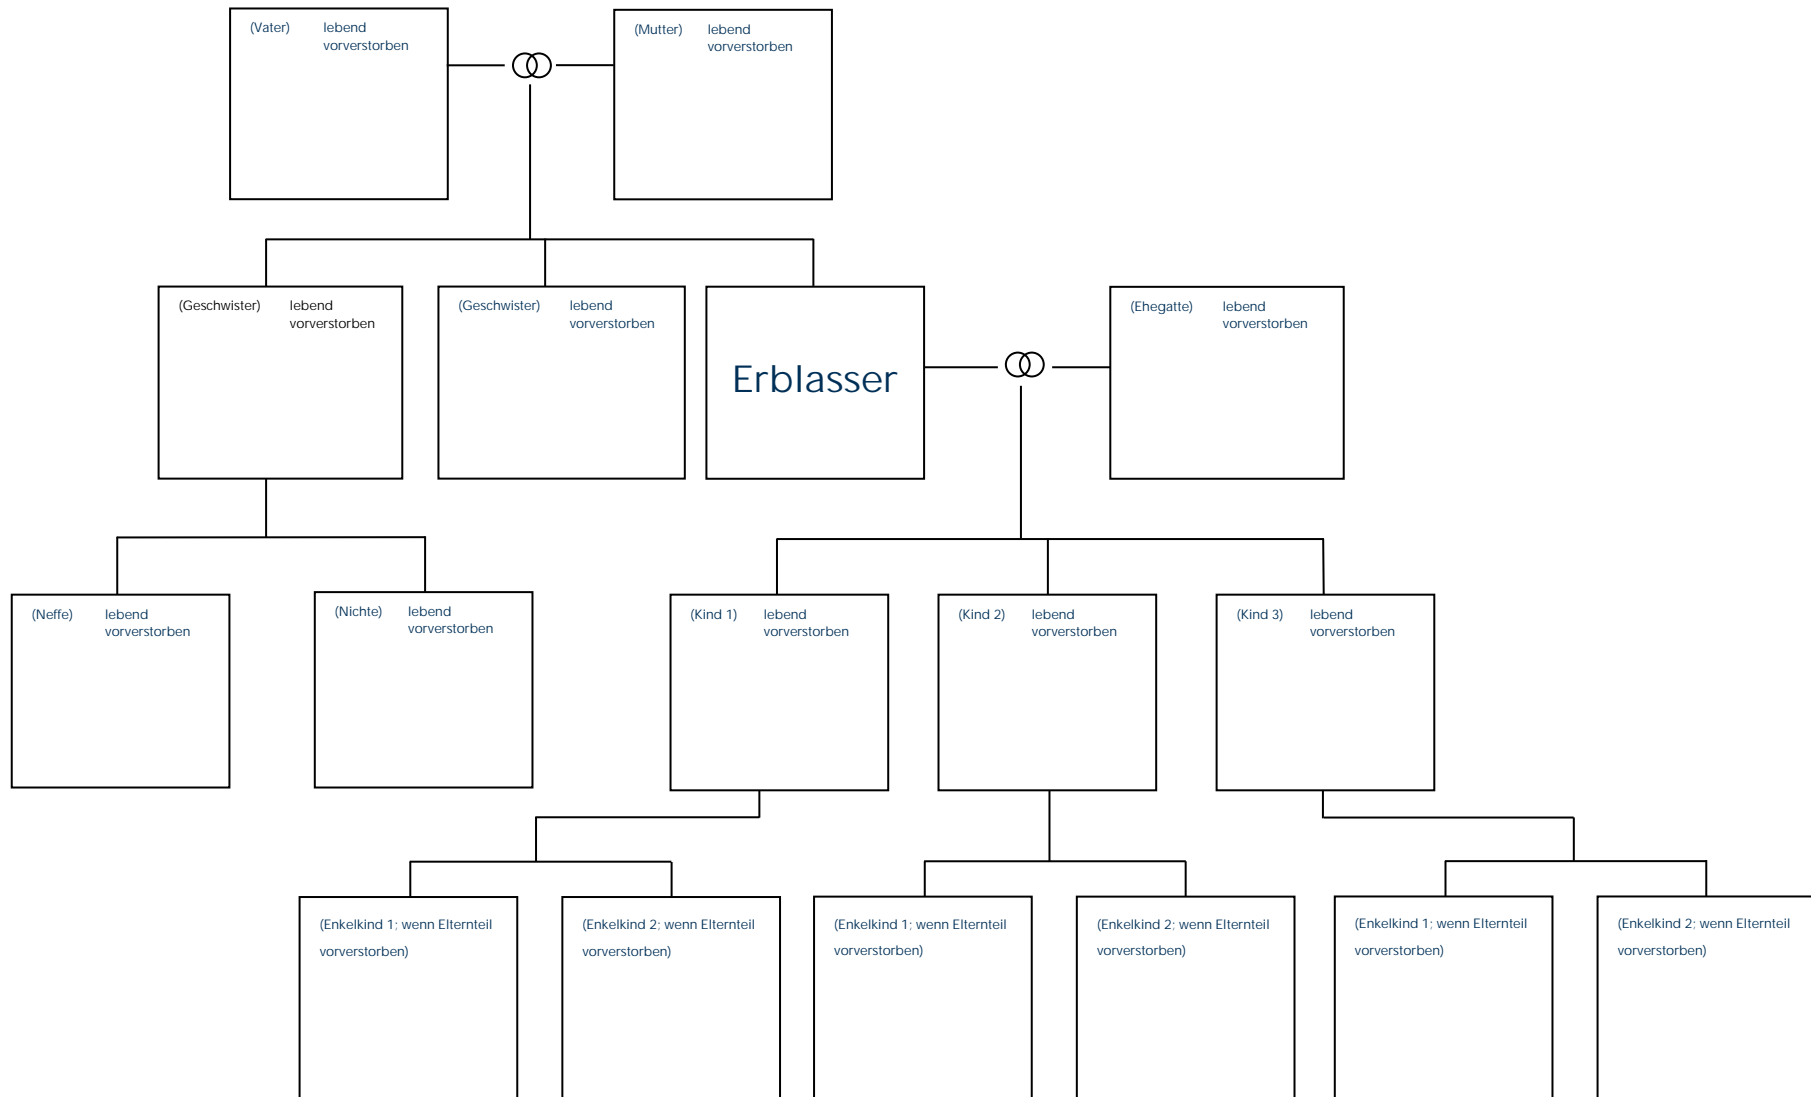 (Vater) lebend
vorverstorben
(Mutter) lebend
vorverstorben
(Geschwister) lebend
vorverstorben
(Geschwister) lebend
vorverstorben
Erblasser
(Ehegatte) lebend
vorverstorben
(Neffe) lebend
vorverstorben
(Nichte) lebend
vorverstorben
(Kind 1) lebend
vorverstorben
(Kind 2) lebend
vorverstorben
(Kind 3) lebend
vorverstorben
(Enkelkind 1; wenn Elternteil
vorverstorben)
(Enkelkind 2; wenn Elternteil
vorverstorben)
(Enkelkind 1; wenn Elternteil
vorverstorben)
(Enkelkind 2; wenn Elternteil
vorverstorben)
(Enkelkind 1; wenn Elternteil
vorverstorben)
(Enkelkind 2; wenn Elternteil
vorverstorben)